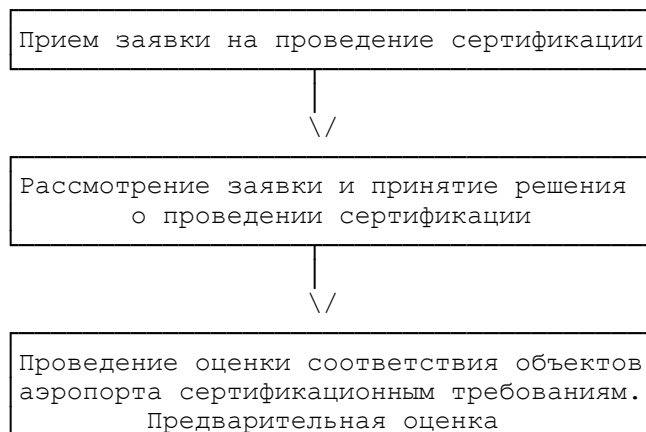 Прием заявки на проведение сертификации
\/
Рассмотрение заявки и принятие решения
о проведении сертификации
\/
Проведение оценки соответствия объектов
аэропорта сертификационным требованиям.
Предварительная оценка